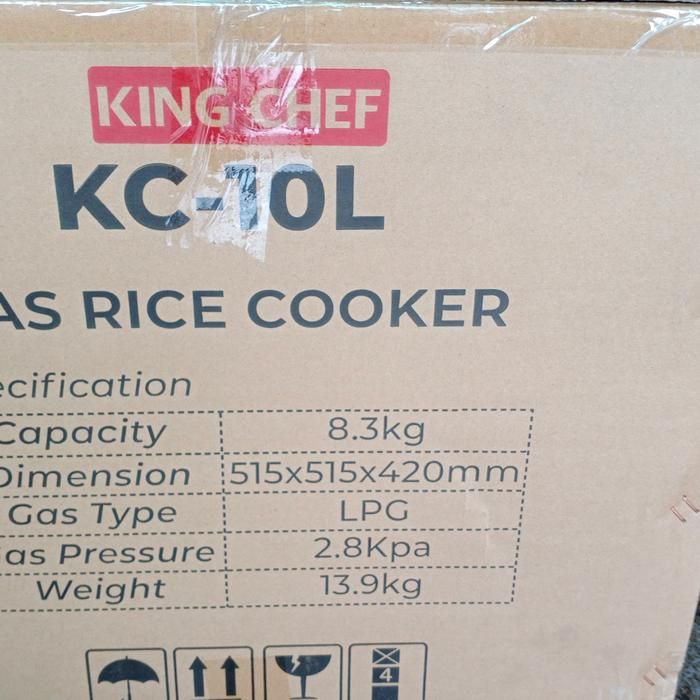 KING CHEF
KC-10L
AS RICE COOKER
ecification
Capacity 8.3kg
Dimension 515x515x420mm
Gas Type LPG
as Pressure 2.8Kpa
Weight 13.9kg
4